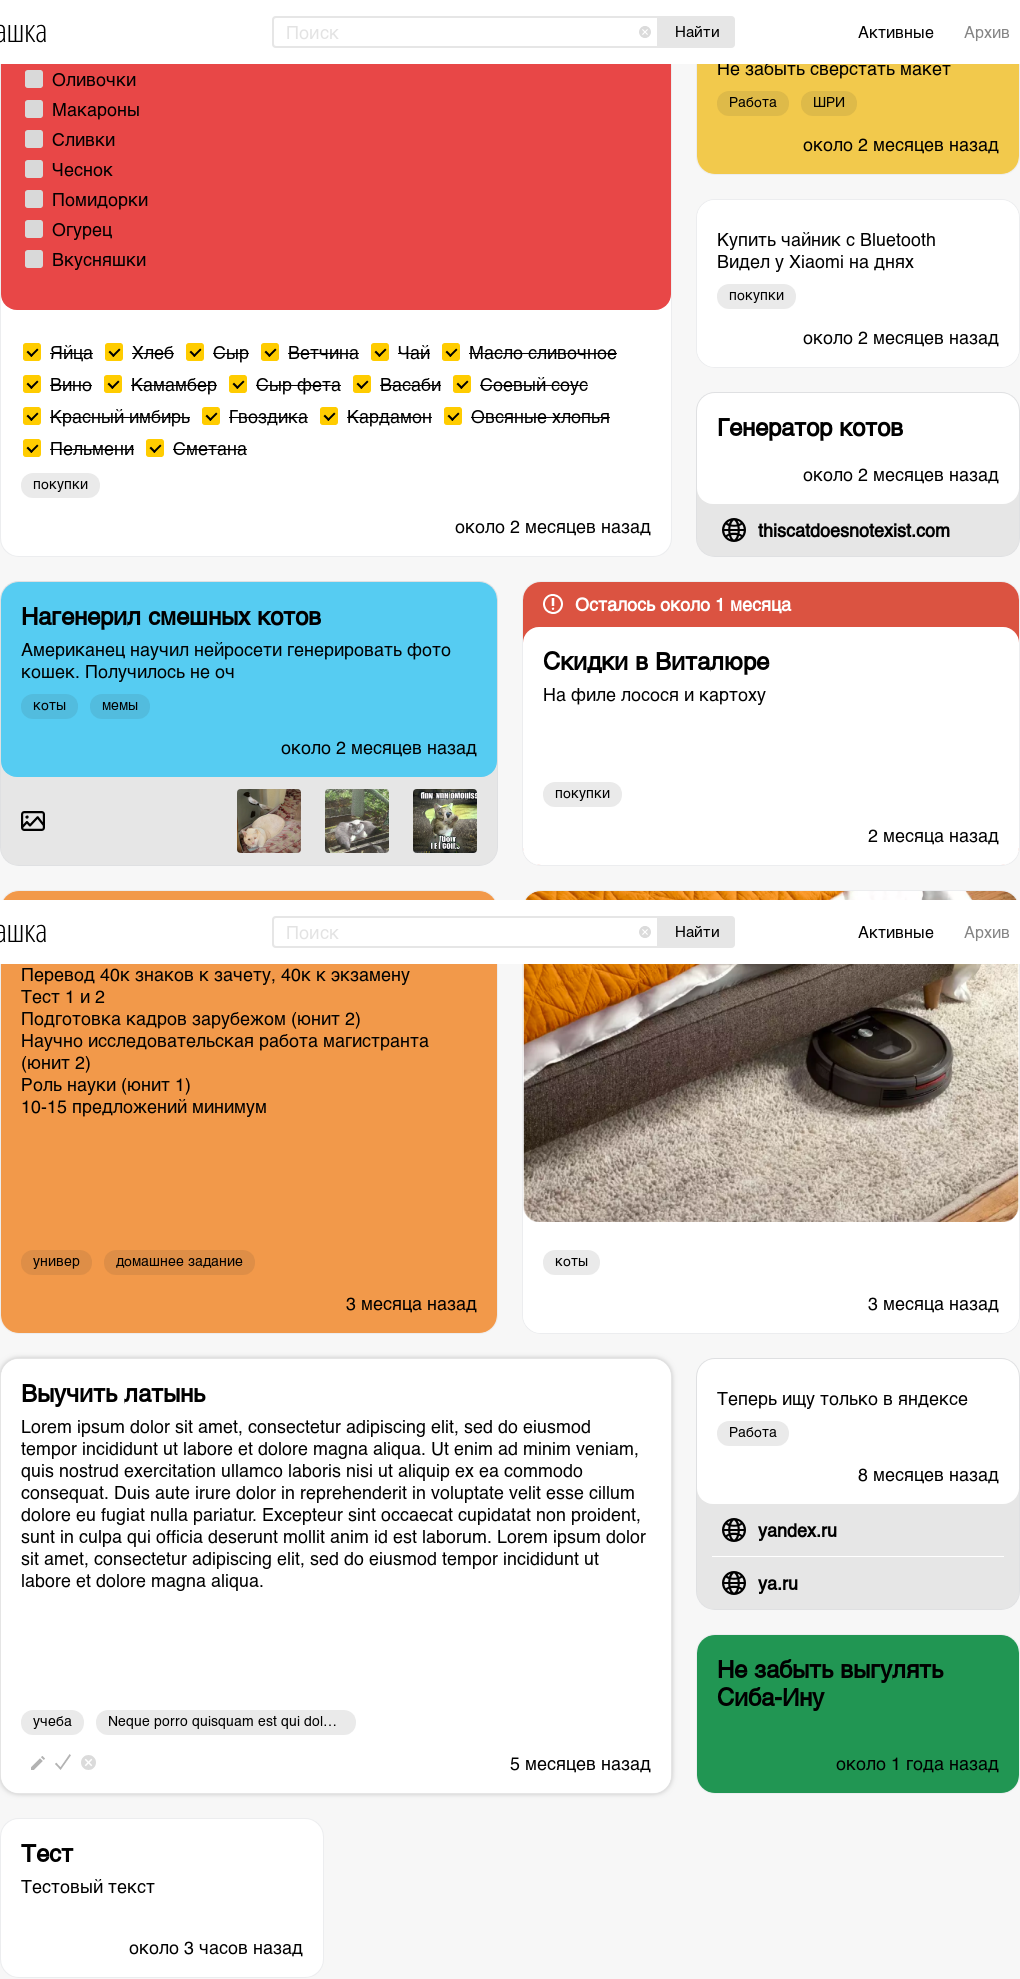 ашка
Поиск
Найти
Активные
Архив
Оливочки
Макароны
Сливки
Чеснок
Помидорки
Огурец
Вкусняшки
Яйца Хлеб Сыр Ветчина Чай Масло сливочное
Вино Камамбер Сыр фета Васаби Соевый соус
Красный имбирь Гвоздика Кардамон Овсяные хлопья
Пельмени Сметана
покупки
около 2 месяцев назад
Не забыть сверстать макет
Работа ШРИ
около 2 месяцев назад
Купить чайник с Bluetooth
Видел у Xiaomi на днях
покупки
около 2 месяцев назад
Генератор котов
около 2 месяцев назад
thiscatdoesnotexist.com
Нагенерил смешных котов
Американец научил нейросети генерировать фото
кошек. Получилось не оч
коты мемы
около 2 месяцев назад
Осталось около 1 месяца
Скидки в Виталюре
На филе лосося и картоху
покупки
2 месяца назад
ашка
Поиск
Найти
Активные
Архив
Перевод 40к знаков к зачету, 40к к экзамену
Тест 1 и 2
Подготовка кадров зарубежом (юнит 2)
Научно исследовательская работа магистранта
(юнит 2)
Роль науки (юнит 1)
10-15 предложений минимум
универ домашнее задание
3 месяца назад
коты
3 месяца назад
Выучить латынь
Lorem ipsum dolor sit amet, consectetur adipiscing elit, sed do eiusmod
tempor incididunt ut labore et dolore magna aliqua. Ut enim ad minim veniam,
quis nostrud exercitation ullamco laboris nisi ut aliquip ex ea commodo
consequat. Duis aute irure dolor in reprehenderit in voluptate velit esse cillum
dolore eu fugiat nulla pariatur. Excepteur sint occaecat cupidatat non proident,
sunt in culpa qui officia deserunt mollit anim id est laborum. Lorem ipsum dolor
sit amet, consectetur adipiscing elit, sed do eiusmod tempor incididunt ut
labore et dolore magna aliqua.
учеба Neque porro quisquam est qui dol...
5 месяцев назад
Теперь ищу только в яндексе
Работа
8 месяцев назад
yandex.ru
ya.ru
Не забыть выгулять
Сиба-Ину
около 1 года назад
Тест
Тестовый текст
около 3 часов назад